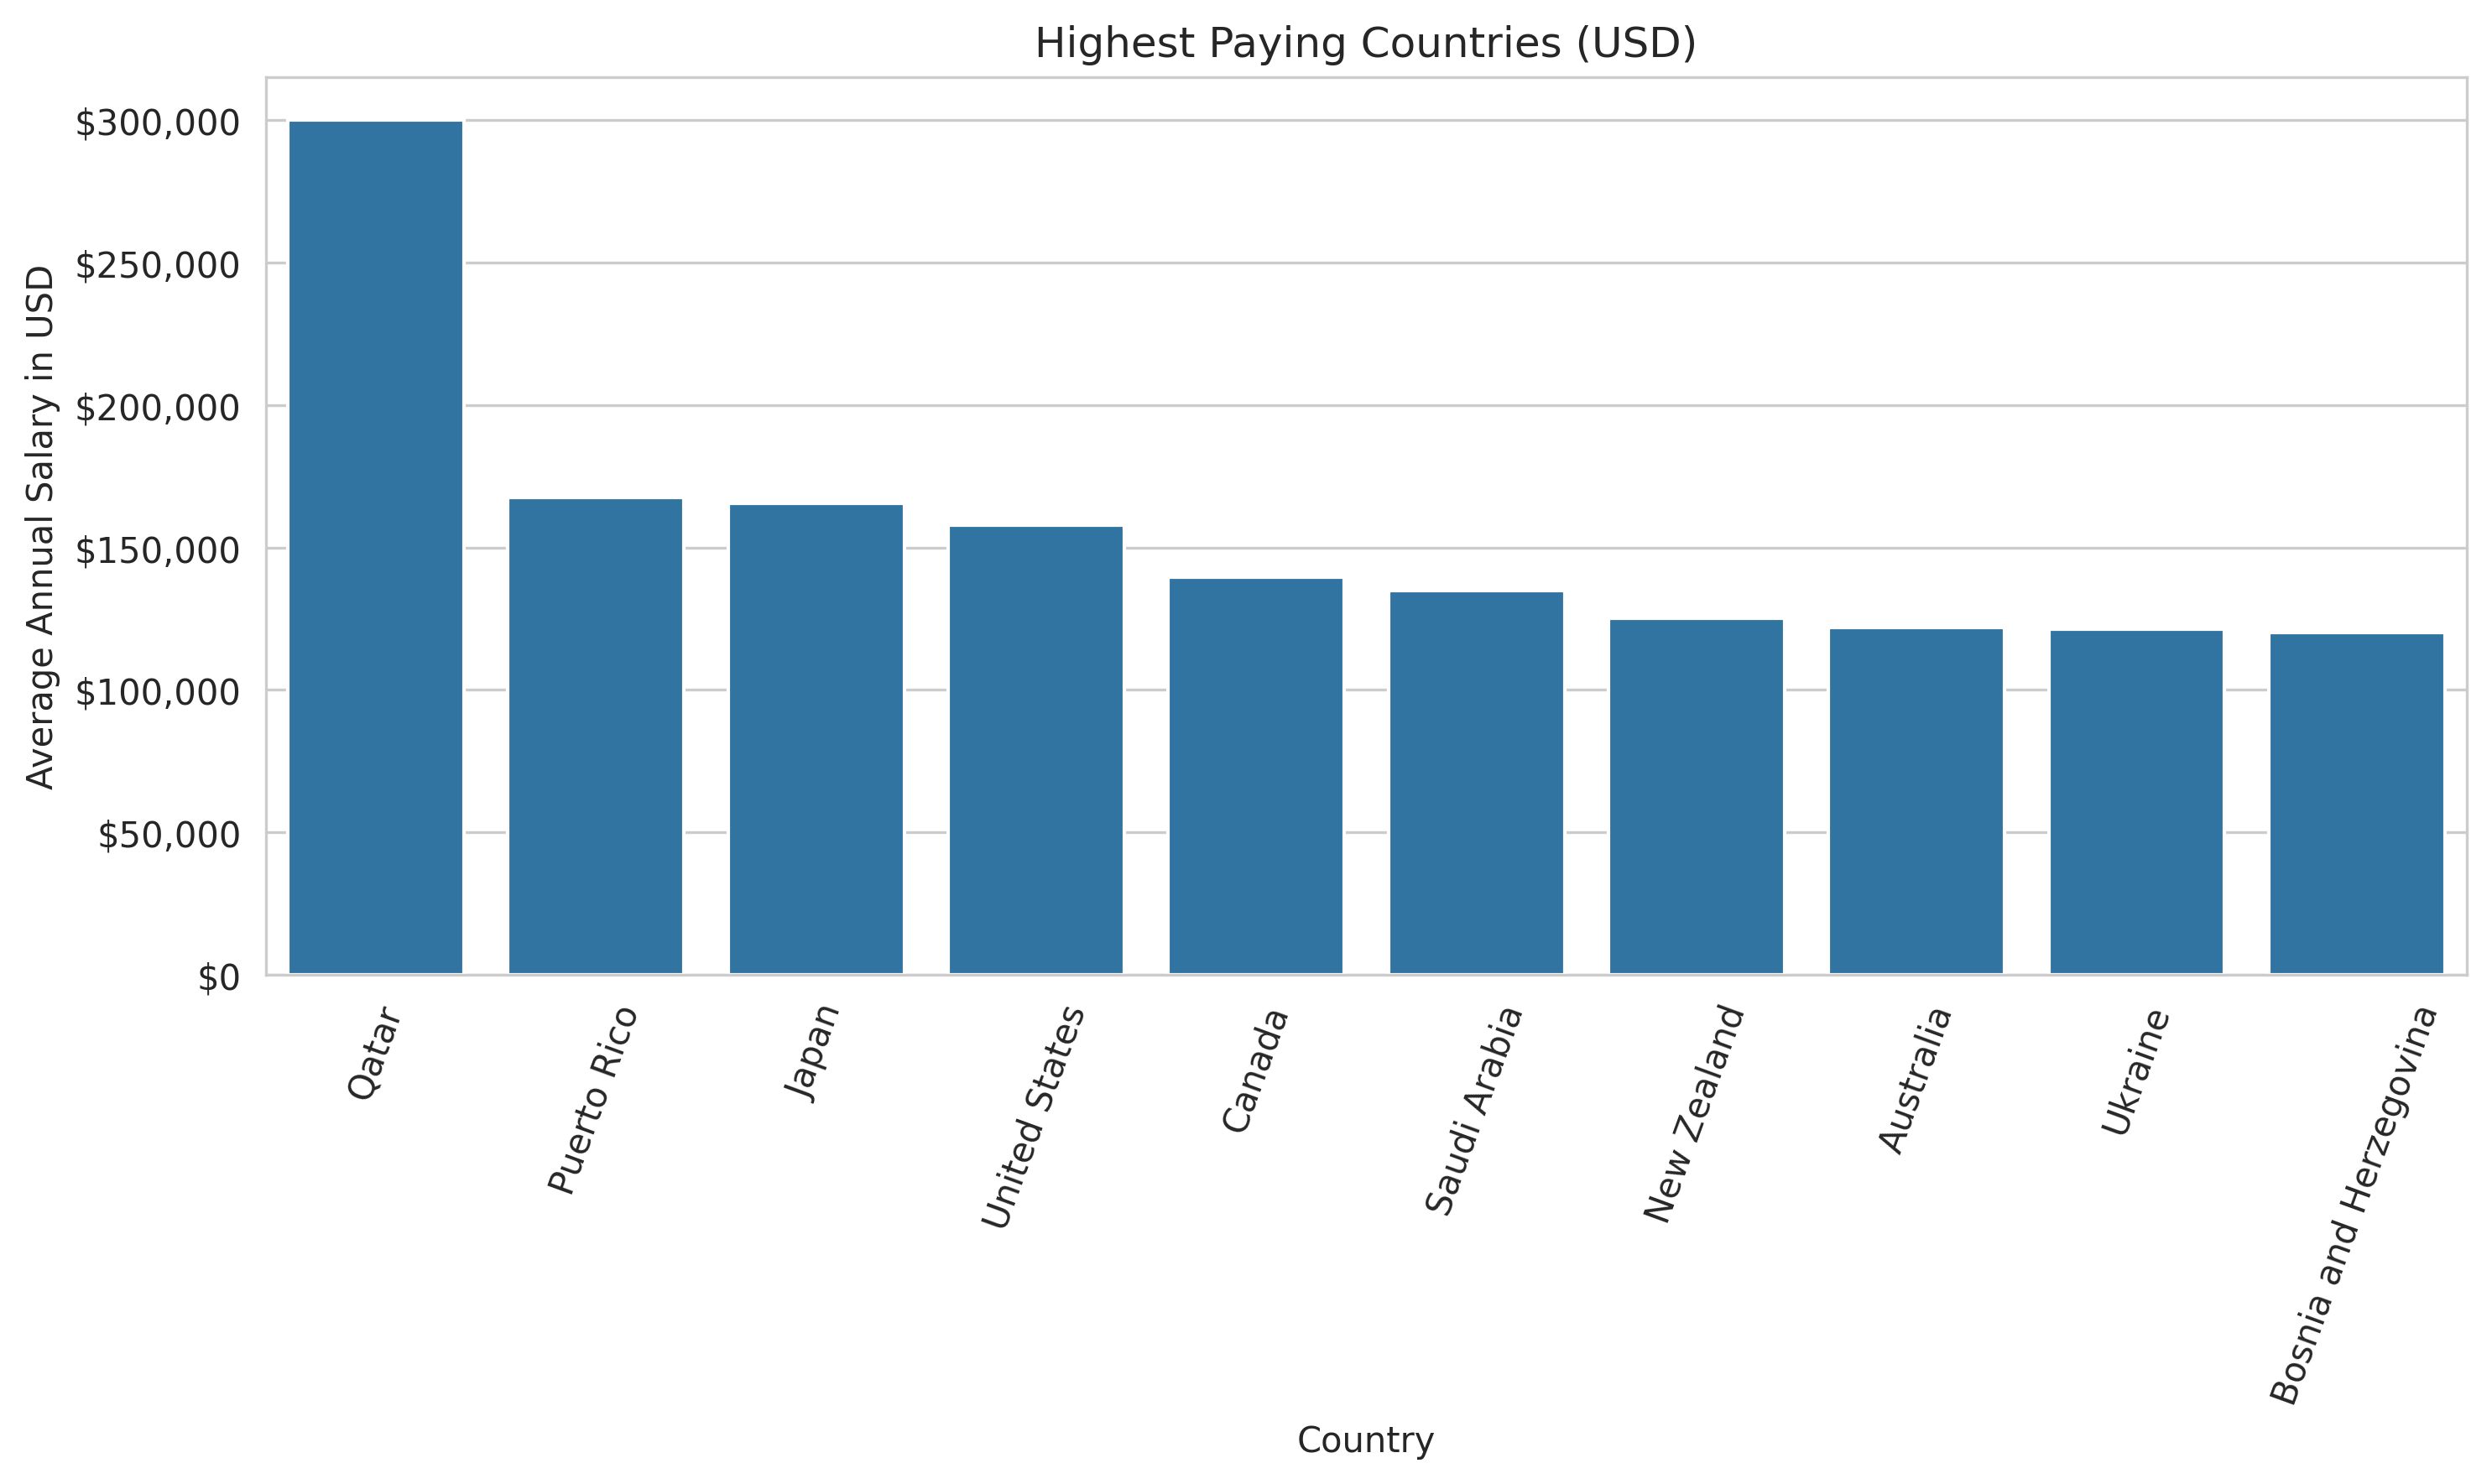 Highest Paying Countries (USD)
Average Annual Salary in USD
$300,000
$250,000
$200,000
$150,000
$100,000
$50,000
$0
Qatar
Puerto Rico
Japan
United States
Canada
Saudi Arabia
New Zealand
Australia
Ukraine
Bosnia and Herzegovina
Country